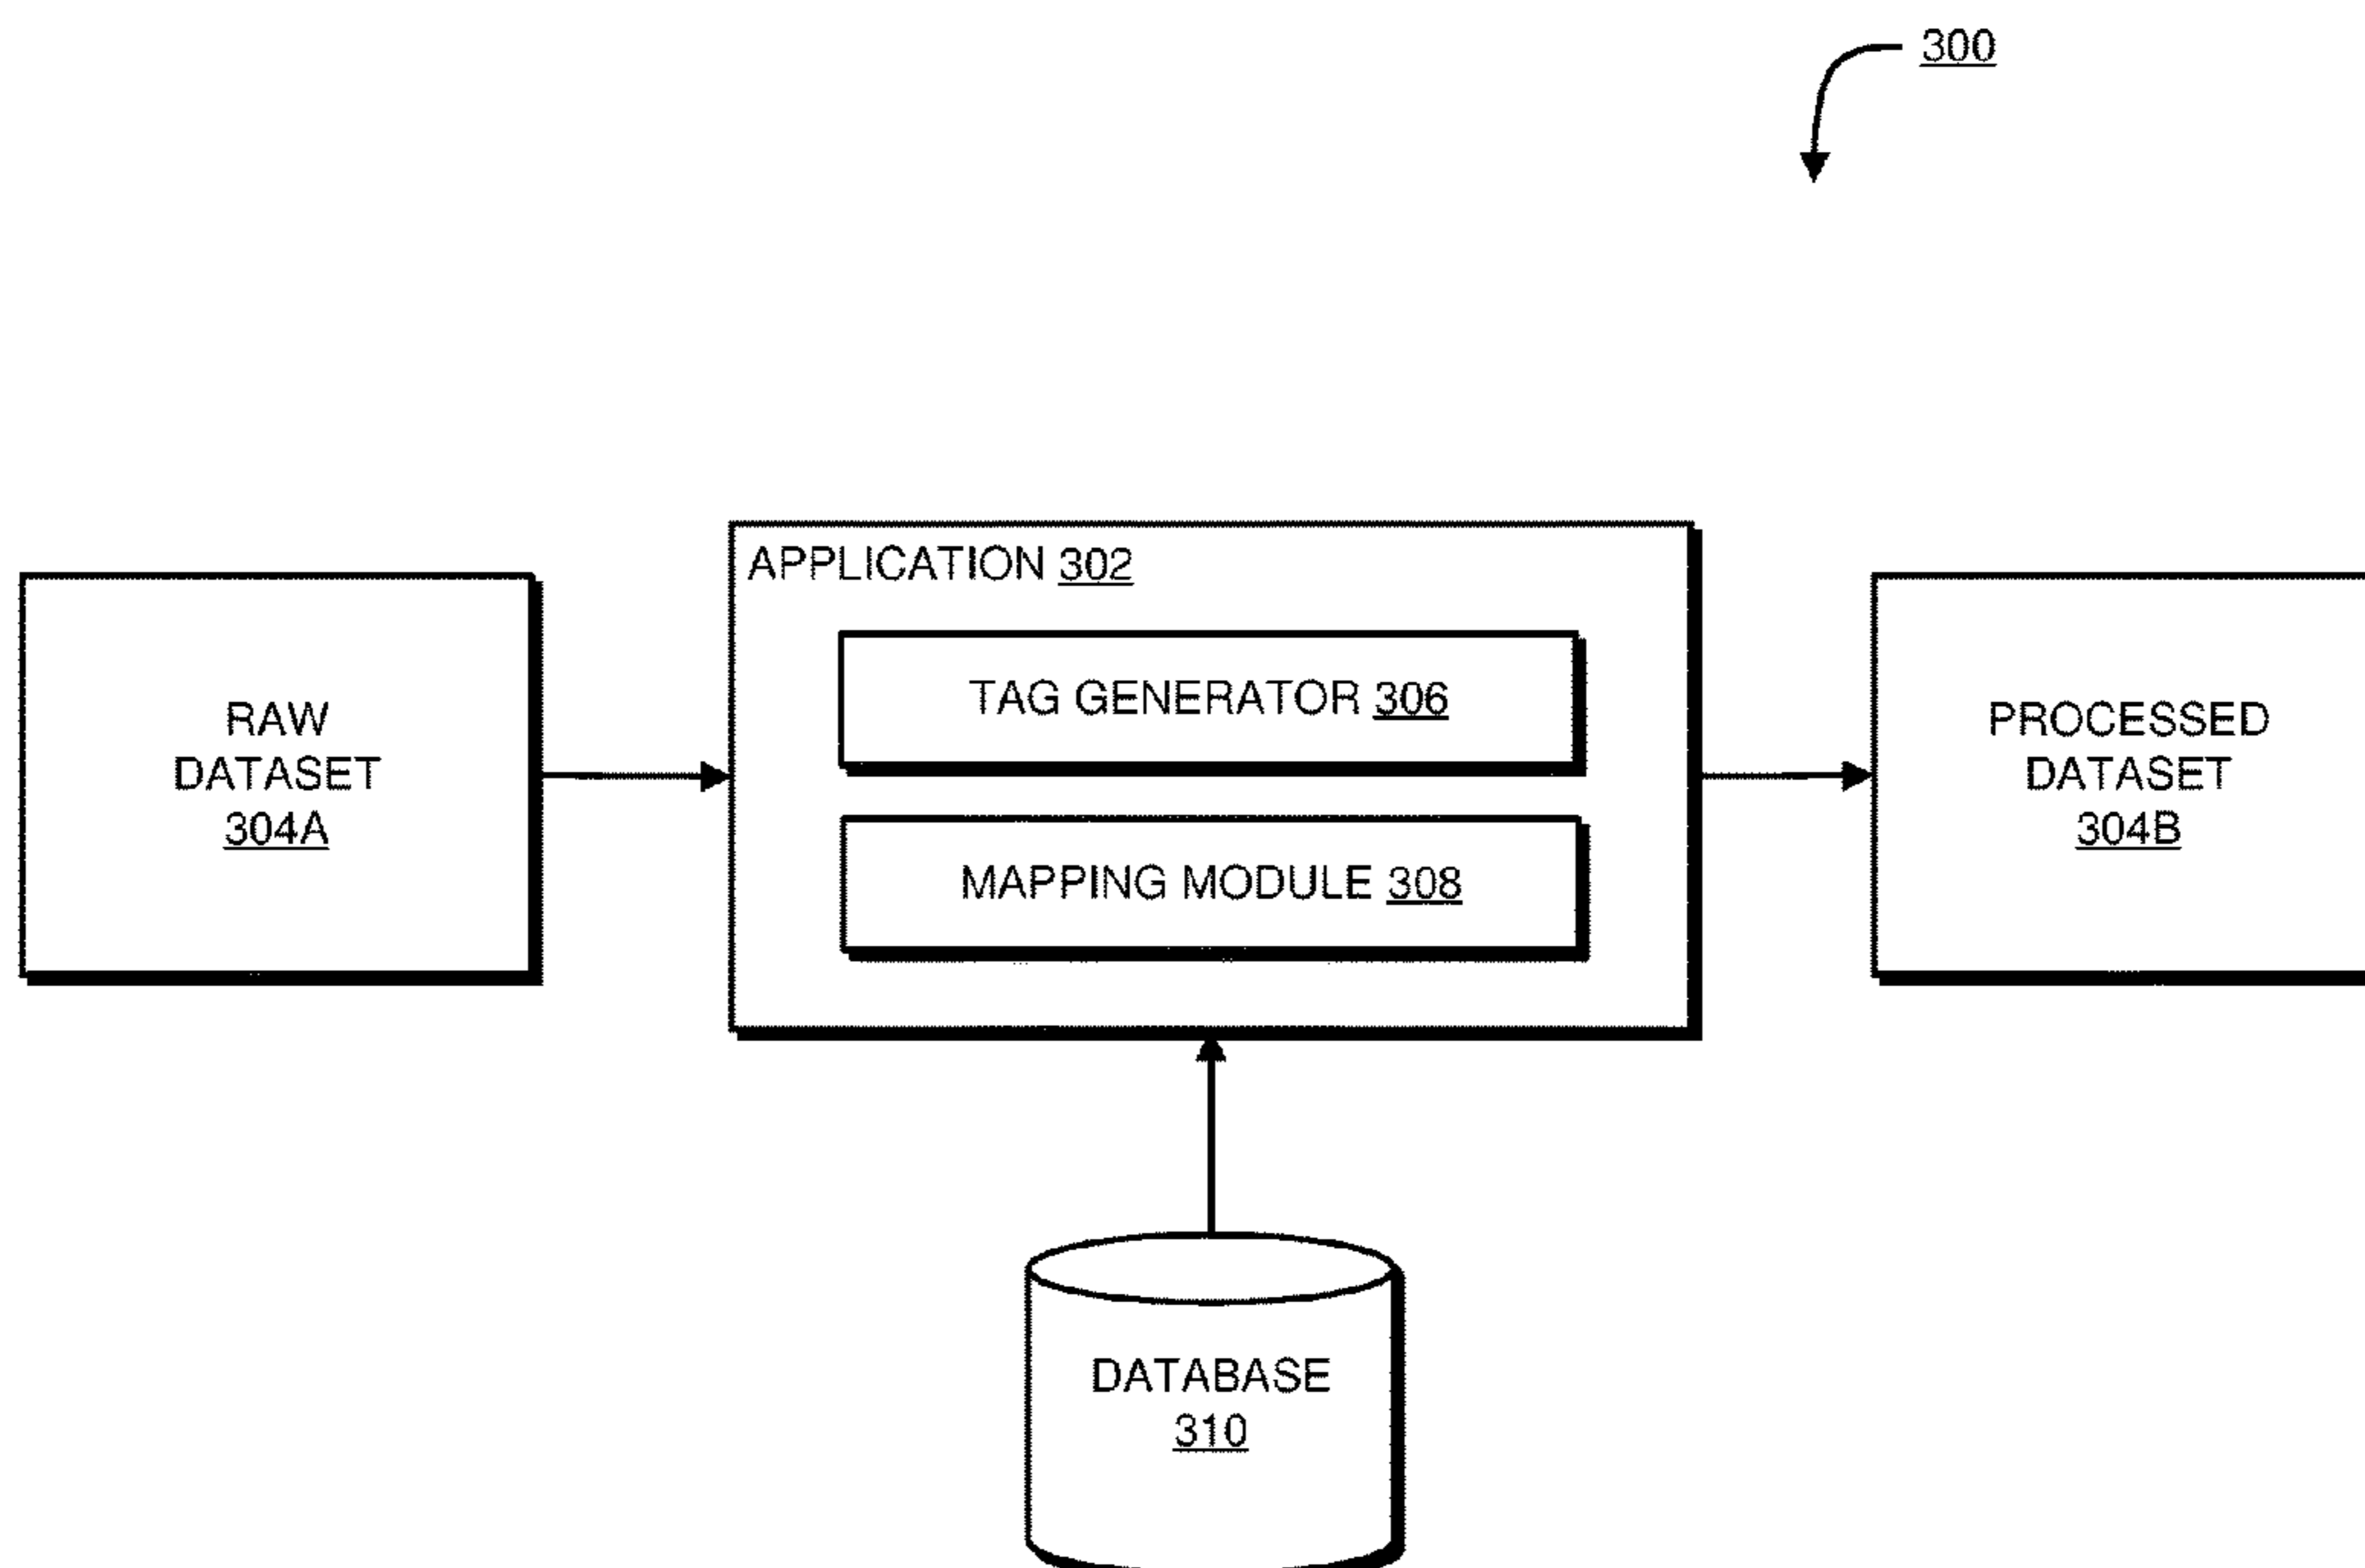 300
APPLICATION 302
RAW
DATASET
304A
TAG GENERATOR 306
MAPPING MODULE 308
PROCESSED
DATASET
304B
DATABASE
310